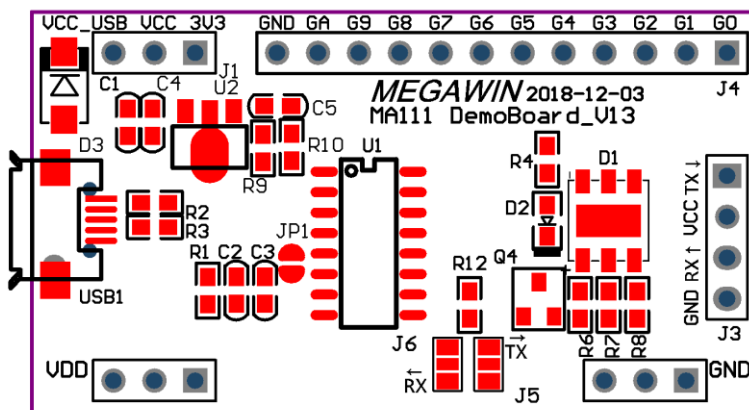 VCC_USB VCC 3V3
GND GA G9 G8 G7 G6 G5 G4 G3 G2 G1 G0
J1
J4
C1 C4
U2
C5
MEGAWIN 2018-12-03
MA111 DemoBoard_V13
D3
R9
R10
U1
R4
D1
D2
R2
R3
JP1
Q4
R1 C2 C3
R12
USB1
GND RX ↑ VCC TX ↓
J3
R6
R7
R8
J6
TX →
← RX
J5
VDD
GND